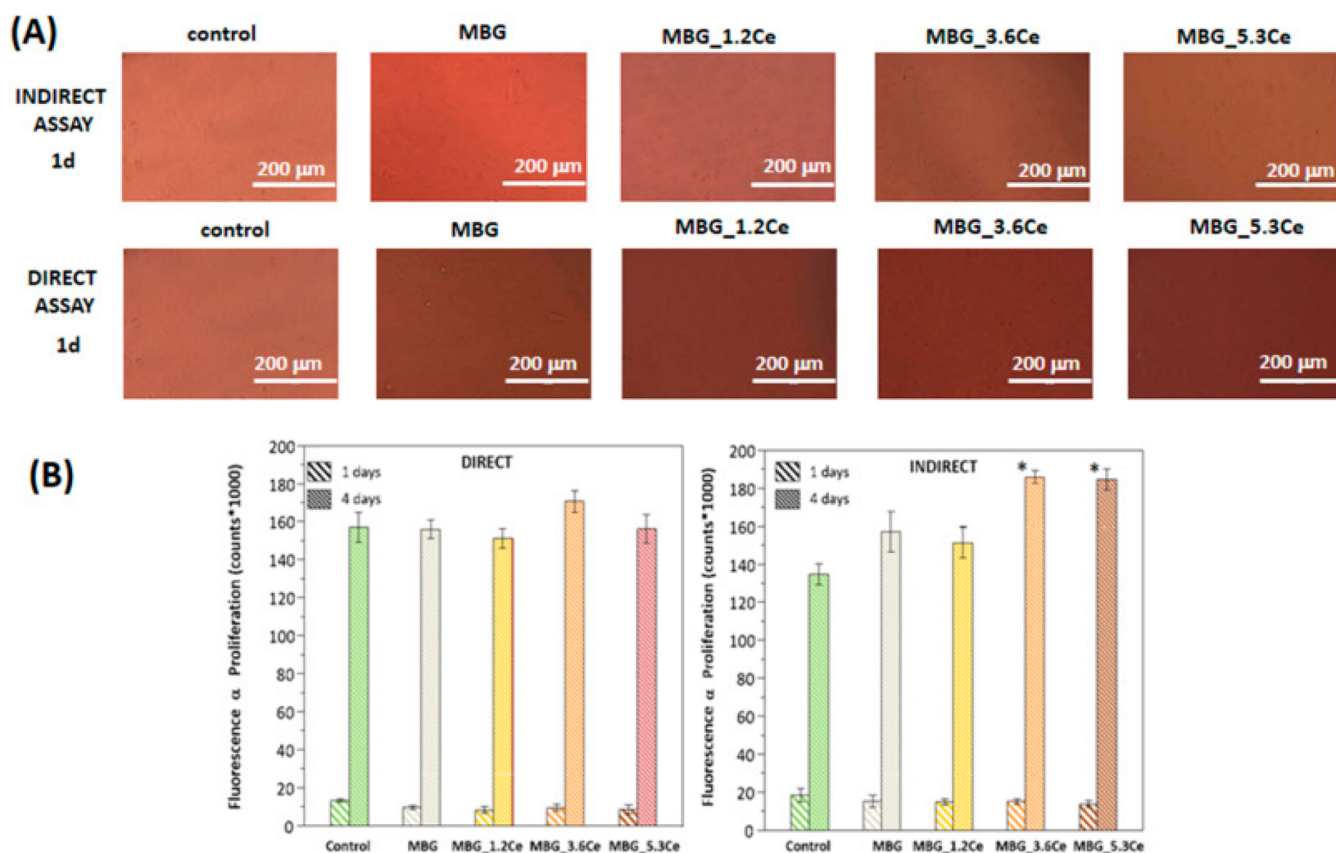 (A)
control MBG MBG_1.2Ce MBG_3.6Ce MBG_5.3Ce
INDIRECT
ASSAY
1d
200 µm 200 µm 200 µm 200 µm 200 µm
control MBG MBG_1.2Ce MBG_3.6Ce MBG_5.3Ce
DIRECT
ASSAY
1d
200 µm 200 µm 200 µm 200 µm 200 µm
(B)
Fluorescence α Proliferation (counts*1000)
200
180
160
140
120
100
80
60
40
20
0
DIRECT
1 days
4 days
Control MBG MBG_1.2Ce MBG_3.6Ce MBG_5.3Ce
Fluorescence α Proliferation (counts*1000)
200
180
160
140
120
100
80
60
40
20
0
INDIRECT
1 days
4 days
* *
Control MBG MBG_1.2Ce MBG_3.6Ce MBG_5.3Ce